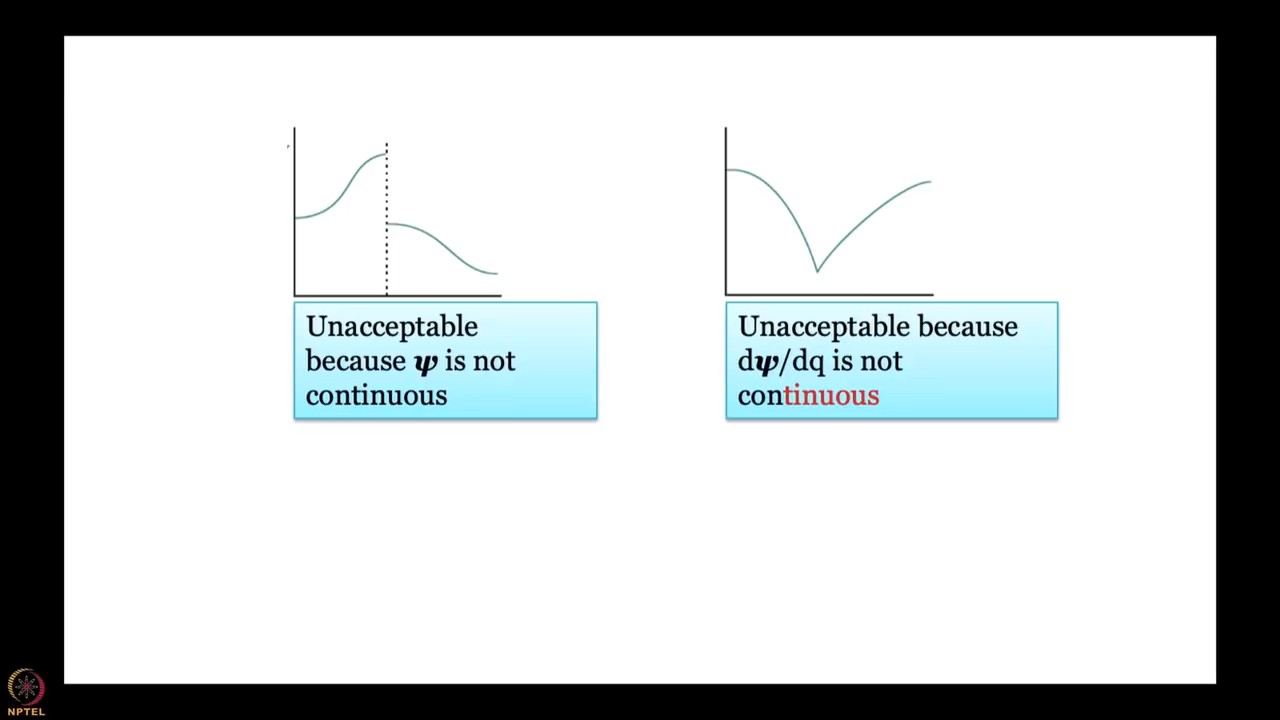 Unacceptable
because ψ is not
continuous
Unacceptable because
dψ/dq is not
continuous
NPTEL